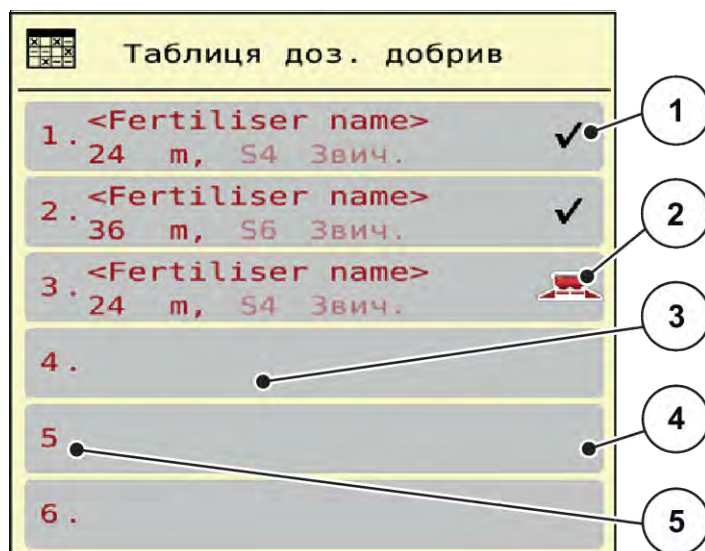 Таблиця доз. добрив
1. <Fertiliser name>
24 m, S4 Звич.
2. <Fertiliser name>
36 m, S6 Звич.
3. <Fertiliser name>
24 m, S4 Звич.
4.
5
6.
1
2
3
4
5